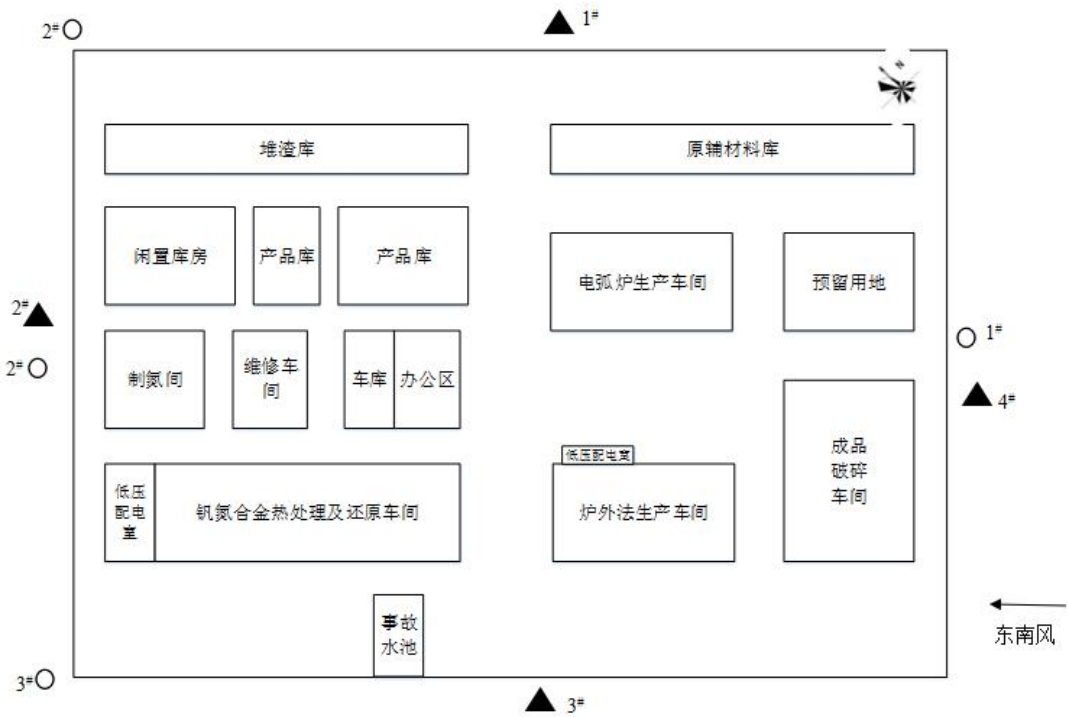 2#
1#
N
堆渣库
原辅材料库
闲置库房
产品库
产品库
电弧炉生产车间
预留用地
2#
1#
2#
制氮间
维修车
间
车库
办公区
4#
成品
破碎
车间
低压配电室
低压
配电
室
钒氮合金热处理及还原车间
炉外法生产车间
事故
水池
东南风
3#
3#